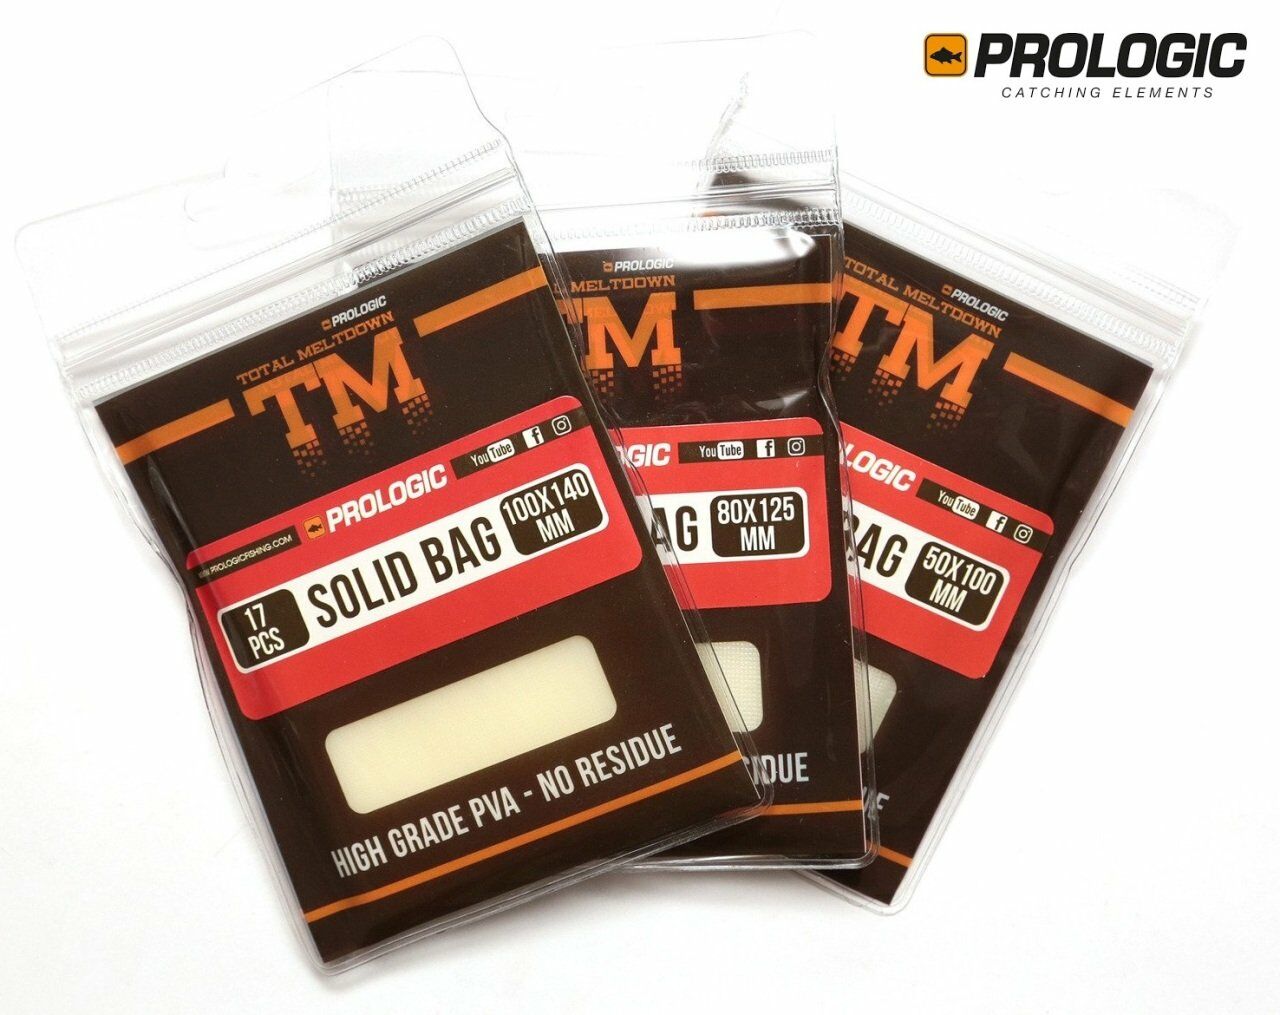 PROLOGIC
CATCHING ELEMENTS
PROLOGIC
TOTAL MELTDOWN
TM
YouTube
PROLOGIC
WWW.PROLOGICFISHING.COM
17
PCS
SOLID BAG
100X140
MM
HIGH GRADE PVA - NO RESIDUE
PROLOGIC
MELTDOWN
TM
YouTube
LOGIC
AG
80X125
MM
IDUE
PROLOGIC
TOTAL MELTDOWN
TM
YouTube
LOGIC
AG
50X100
MM